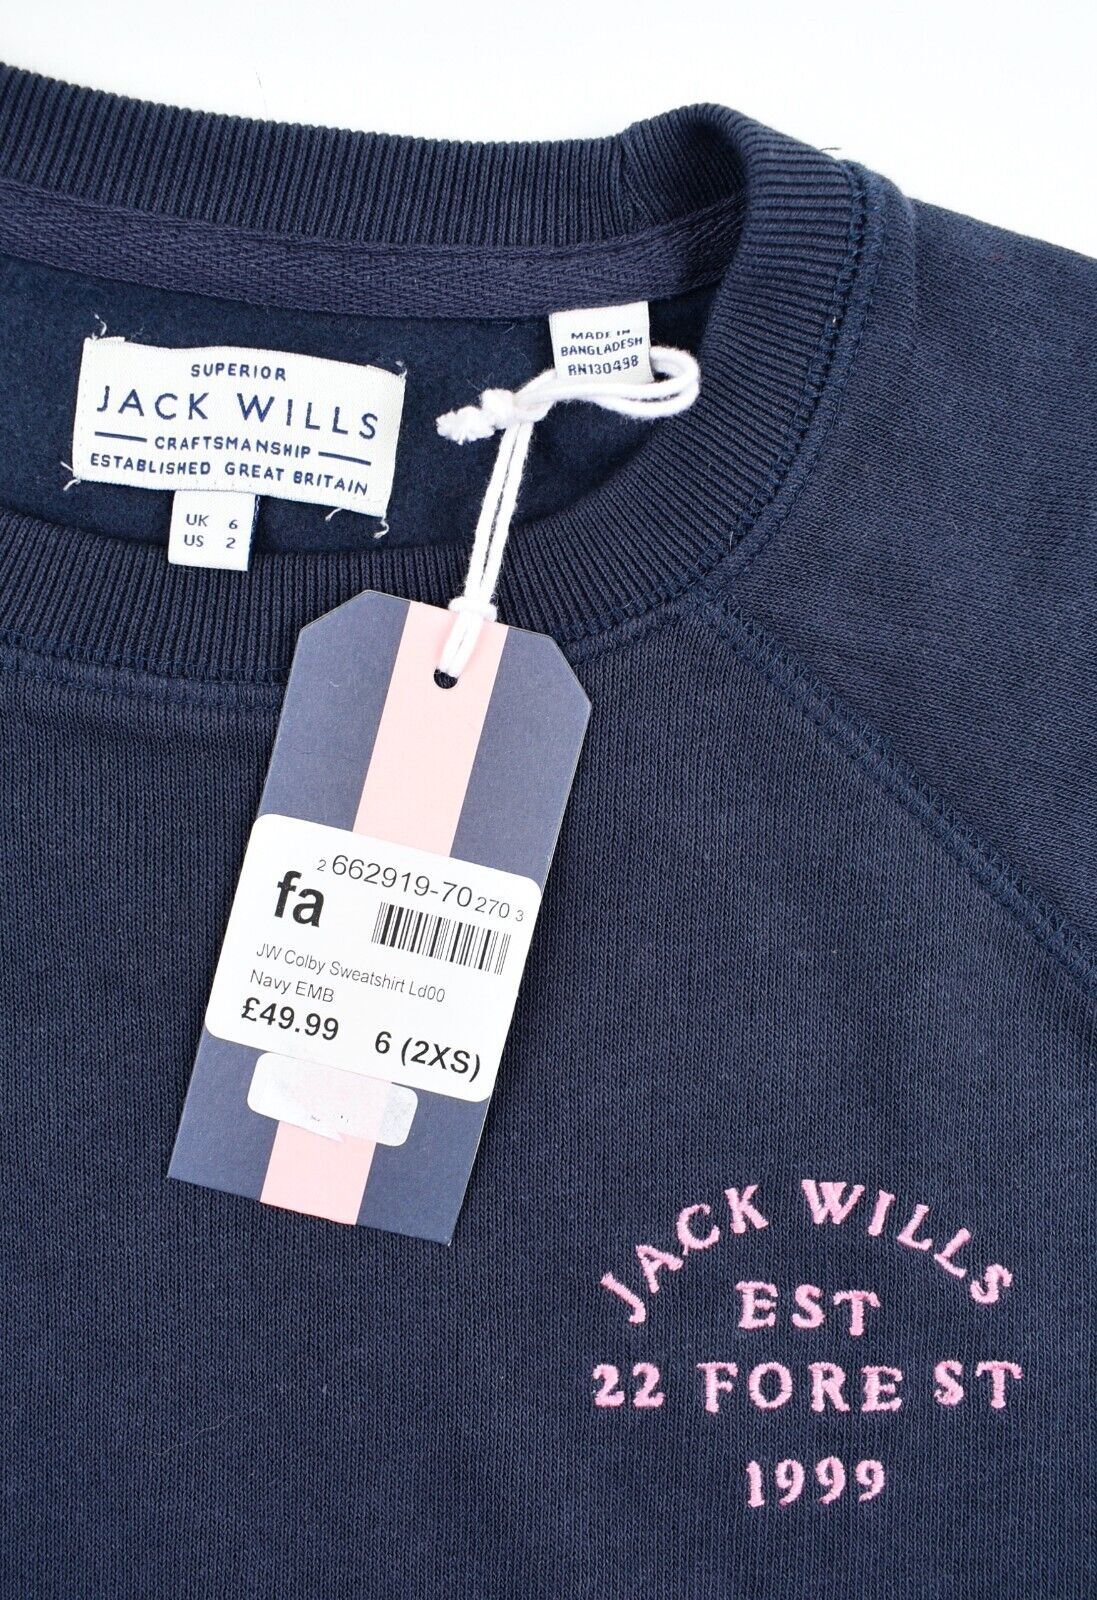 SUPERIOR
JACK WILLS
CRAFTSMANSHIP
ESTABLISHED GREAT BRITAIN
UK 6
US 2
MADE IN
BANGLADESH
RN130498
2 662919-70 270 3
fa
JW Colby Sweatshirt Ld00
Navy EMB
£49.99 6 (2XS)
JACK WILLS
EST
22 FORE ST
1999